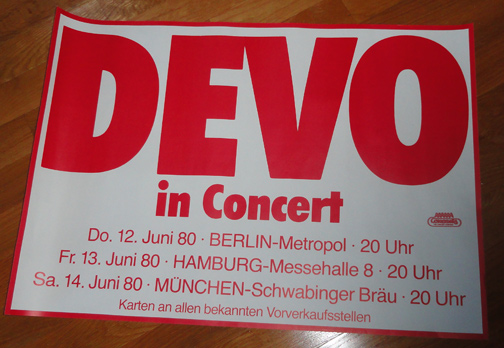 DEVO
in Concert
Do. 12. Juni 80 · BERLIN-Metropol · 20 Uhr
Fr. 13. Juni 80 · HAMBURG-Messehalle 8 · 20 Uhr
Sa. 14. Juni 80 · MÜNCHEN-Schwabinger Bräu · 20 Uhr
Karten an allen bekannten Vorverkaufsstellen